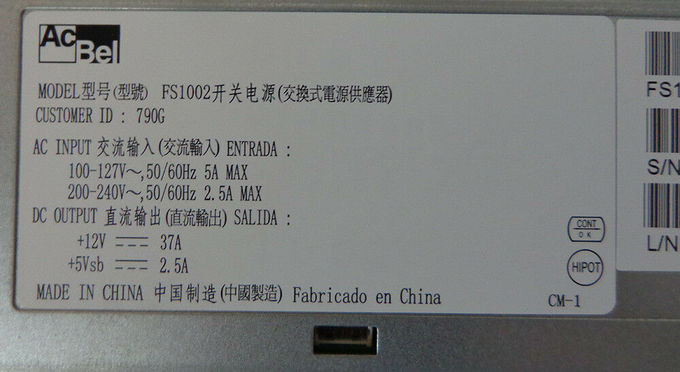 AcBel
MODEL型号(型號) FS1002开关电源(交換式電源供應器)
CUSTOMER ID : 790G
AC INPUT 交流输入(交流輸入) ENTRADA :
100-127V～,50/60Hz 5A MAX
200-240V～,50/60Hz 2.5A MAX
DC OUTPUT 直流输出(直流輸出) SALIDA :
+12V ⎓ 37A
+5Vsb ⎓ 2.5A
MADE IN CHINA 中国制造(中國製造) Fabricado en China
CONT
OK
HIPOT
CM-1
FS1
S/N
L/N